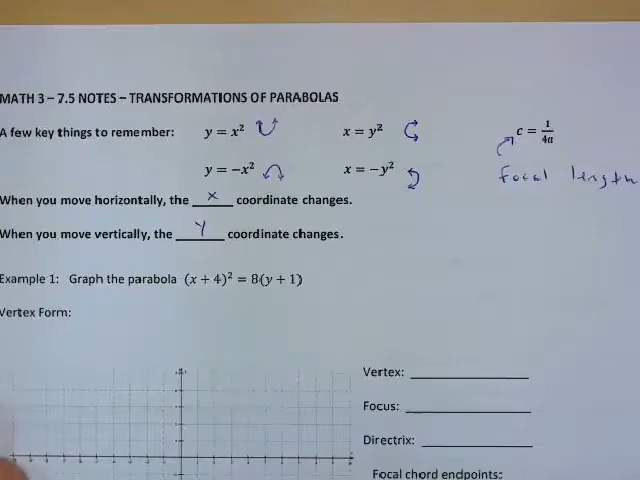 MATH 3 – 7.5 NOTES – TRANSFORMATIONS OF PARABOLAS
A few key things to remember: y = x² x = y² c = 1/4a
y = −x² x = −y² focal length
When you move horizontally, the x coordinate changes.
When you move vertically, the y coordinate changes.
Example 1: Graph the parabola (x + 4)² = 8(y + 1)
Vertex Form:
Vertex:
Focus:
Directrix:
Focal chord endpoints: